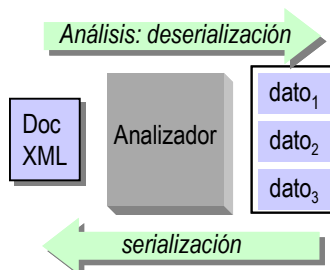 Análisis: deserialización
Doc
XML
Analizador
dato₁
dato₂
dato₃
serialización